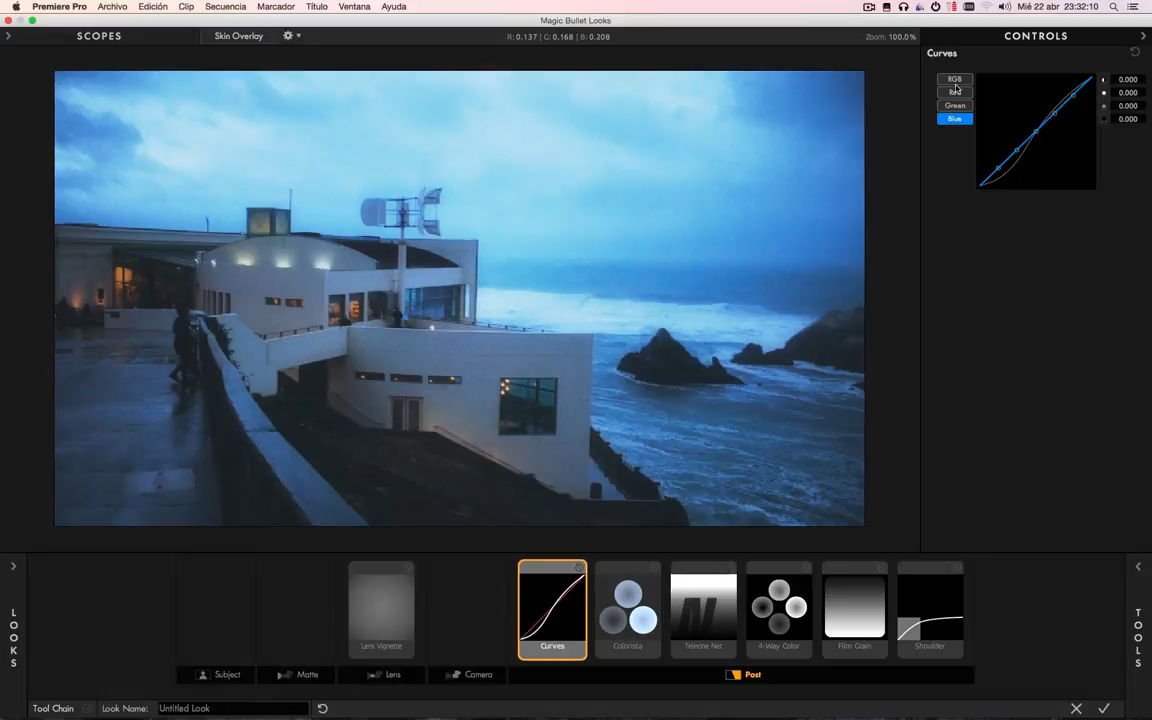 Premiere Pro Archivo Edición Clip Secuencia Marcador Título Ventana Ayuda
Mié 22 abr 23:32:10
Magic Bullet Looks
SCOPES
Skin Overlay
R: 0.137 | G: 0.168 | B: 0.208
Zoom: 100.0%
CONTROLS
Curves
RGB
0.000
Red
0.000
Green
0.000
Blue
0.000
LOOKS
TOOLS
Lens Vignette
Curves
Colorista
Telecine Net
4-Way Color
Film Grain
Shoulder
Subject
Matte
Lens
Camera
Post
Tool Chain
Look Name: Untitled Look